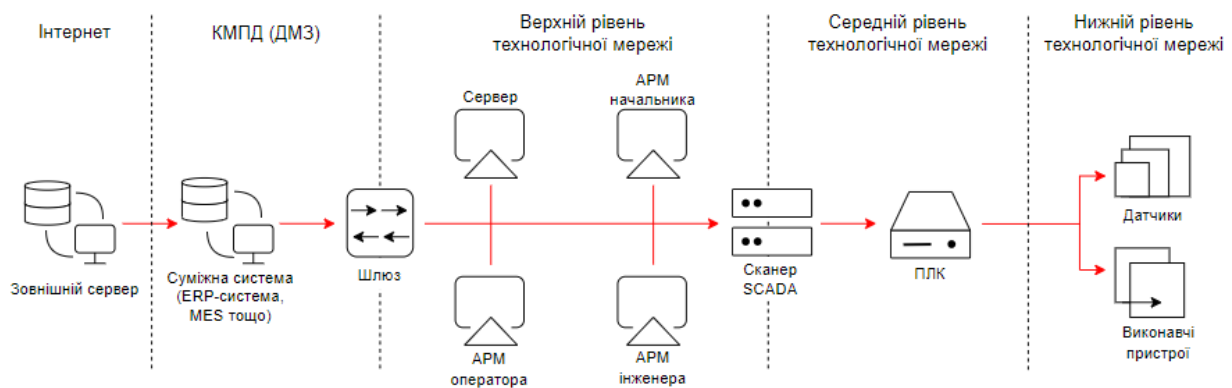 Інтернет
КМПД (ДМЗ)
Верхній рівень
технологічної мережі
Середній рівень
технологічної мережі
Нижній рівень
технологічної мережі
Сервер
АРМ
начальника
Зовнішній сервер
Суміжна система
(ERP-система,
MES тощо)
Шлюз
Сканер
SCADA
ПЛК
Датчики
Виконавчі
пристрої
АРМ
оператора
АРМ
інженера